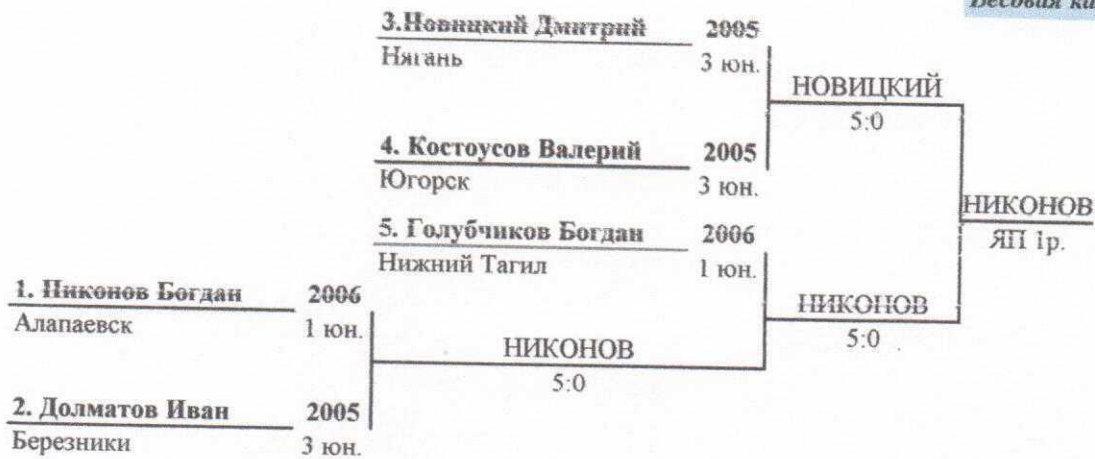 Весовая
3.Новицкий Дмитрий 2005
Нягань 3 юн.
НОВИЦКИЙ
5:0
4. Костоусов Валерий 2005
Югорск 3 юн.
НИКОНОВ
ЯП 1р.
5. Голубчиков Богдан 2006
Нижний Тагил 1 юн.
1. Никонов Богдан 2006
Алапаевск 1 юн.
НИКОНОВ
5:0
НИКОНОВ
5:0
2. Долматов Иван 2005
Березники 3 юн.